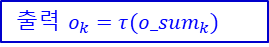 출력 o_k = τ(o_sum_k)